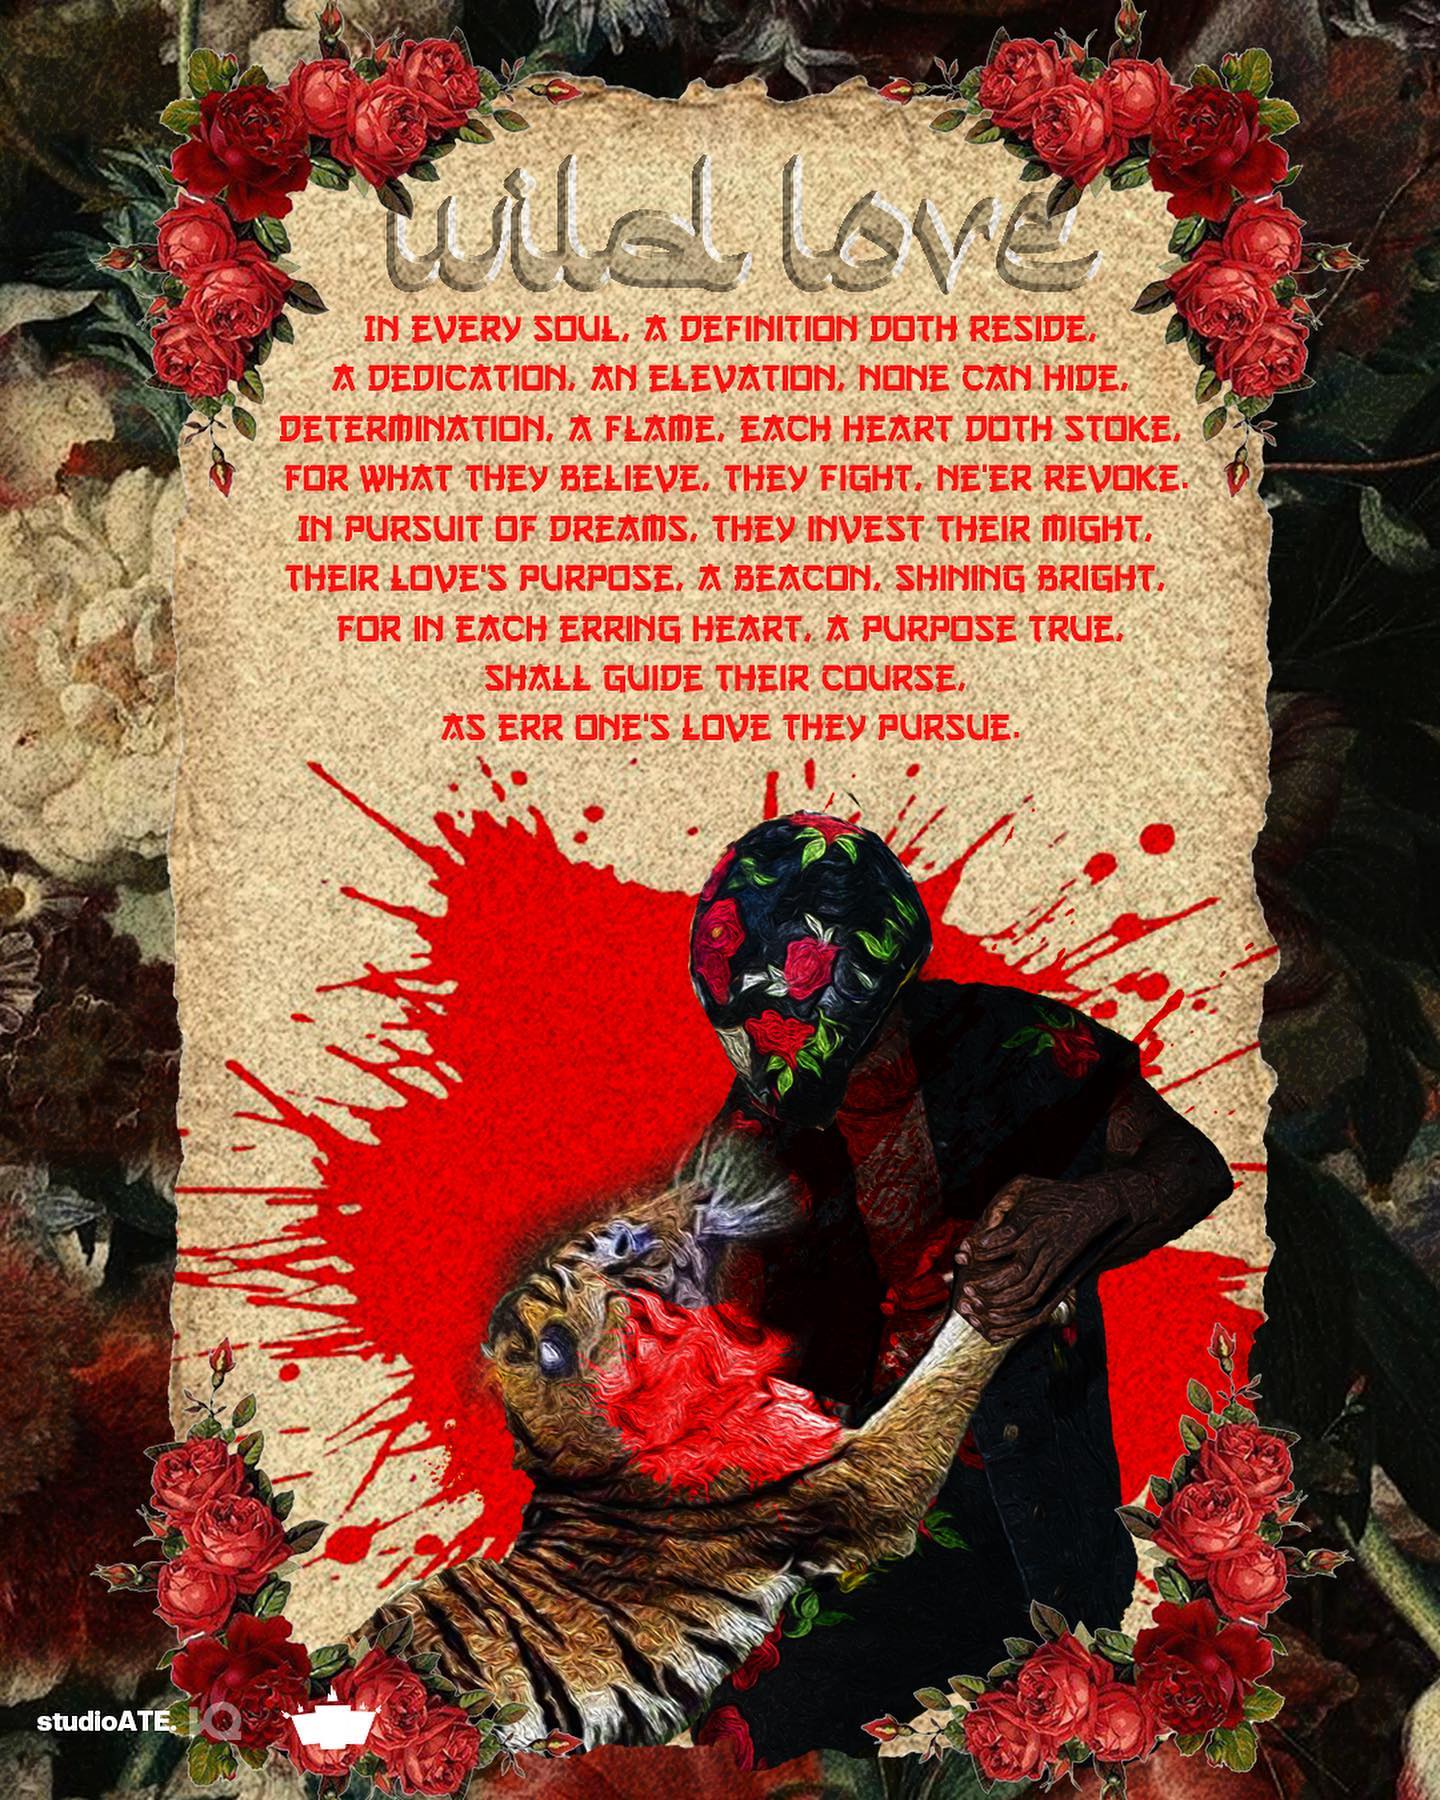 wild love
IN EVERY SOUL, A DEFINITION DOTH RESIDE,
A DEDICATION, AN ELEVATION, NONE CAN HIDE,
DETERMINATION, A FLAME, EACH HEART DOTH STOKE,
FOR WHAT THEY BELIEVE, THEY FIGHT, NE'ER REVOKE.
IN PURSUIT OF DREAMS, THEY INVEST THEIR MIGHT,
THEIR LOVE'S PURPOSE, A BEACON, SHINING BRIGHT,
FOR IN EACH ERRING HEART, A PURPOSE TRUE,
SHALL GUIDE THEIR COURSE,
AS ERR ONE'S LOVE THEY PURSUE.
studioATE.